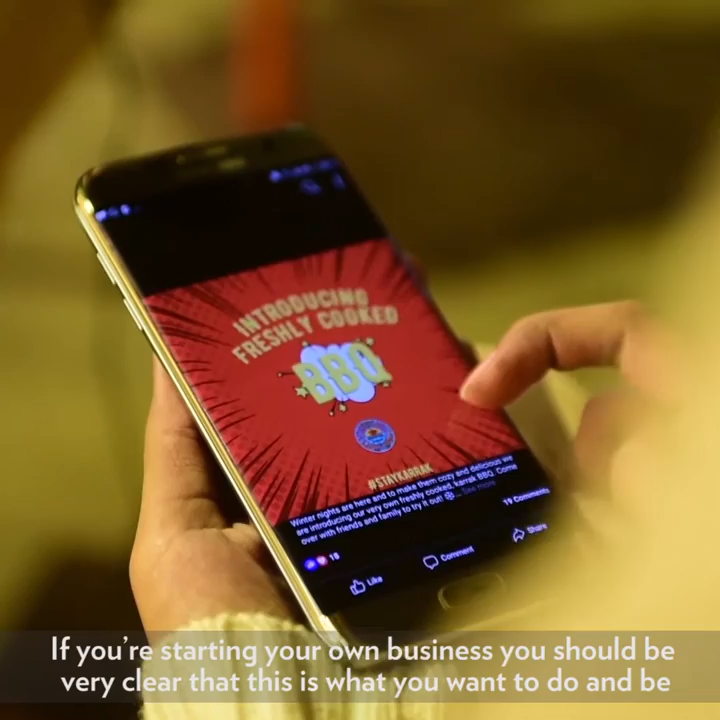 INTRODUCING
FRESHLY COOKED
BBQ
#STAYKARRAK
Winter nights are here and to make them cozy and delicious we
are introducing our very own freshly cooked, karrak BBQ. Come
over with friends and family to try it out! ❄... See more
18
19 Comments
Like
Comment
Share
If you're starting your own business you should be
very clear that this is what you want to do and be